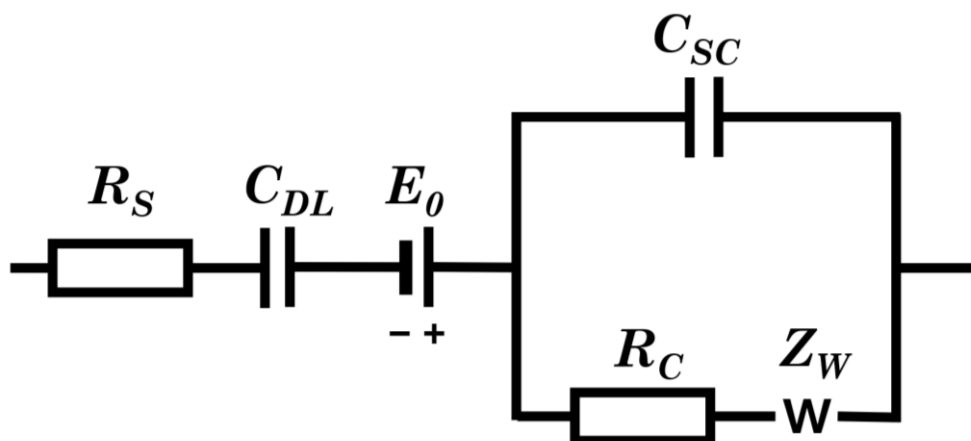 C_SC
R_S C_DL E_0
− +
R_C Z_W
W